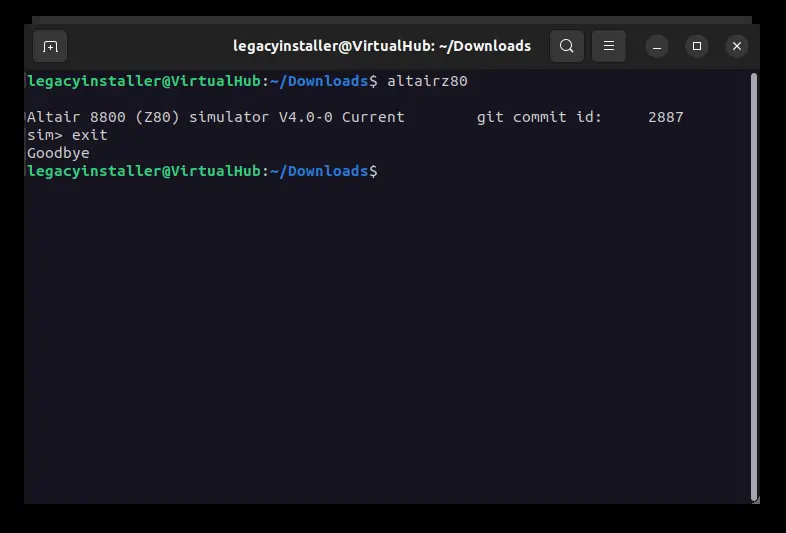 legacyinstaller@VirtualHub: ~/Downloads
legacyinstaller@VirtualHub:~/Downloads$ altairz80
Altair 8800 (Z80) simulator V4.0-0 Current        git commit id:     2887
sim> exit
Goodbye
legacyinstaller@VirtualHub:~/Downloads$